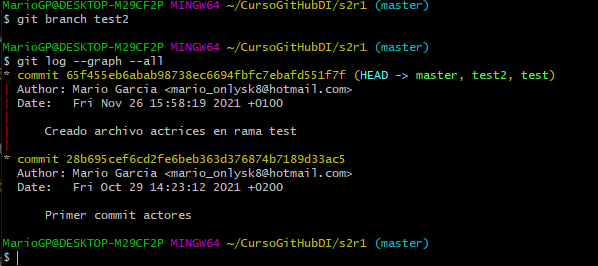 MarioGP@DESKTOP-M29CF2P MINGW64 ~/CursoGitHubDI/s2r1 (master)
$ git branch test2
MarioGP@DESKTOP-M29CF2P MINGW64 ~/CursoGitHubDI/s2r1 (master)
$ git log --graph --all
* commit 65f455eb6abab98738ec6694fbfc7ebafd551f7f (HEAD -> master, test2, test)
| Author: Mario Garcia <mario_onlysk8@hotmail.com>
| Date:   Fri Nov 26 15:58:19 2021 +0100
|
|     Creado archivo actrices en rama test
|
* commit 28b695cef6cd2fe6beb363d376874b7189d33ac5
  Author: Mario Garcia <mario_onlysk8@hotmail.com>
  Date:   Fri Oct 29 14:23:12 2021 +0200
      Primer commit actores
MarioGP@DESKTOP-M29CF2P MINGW64 ~/CursoGitHubDI/s2r1 (master)
$